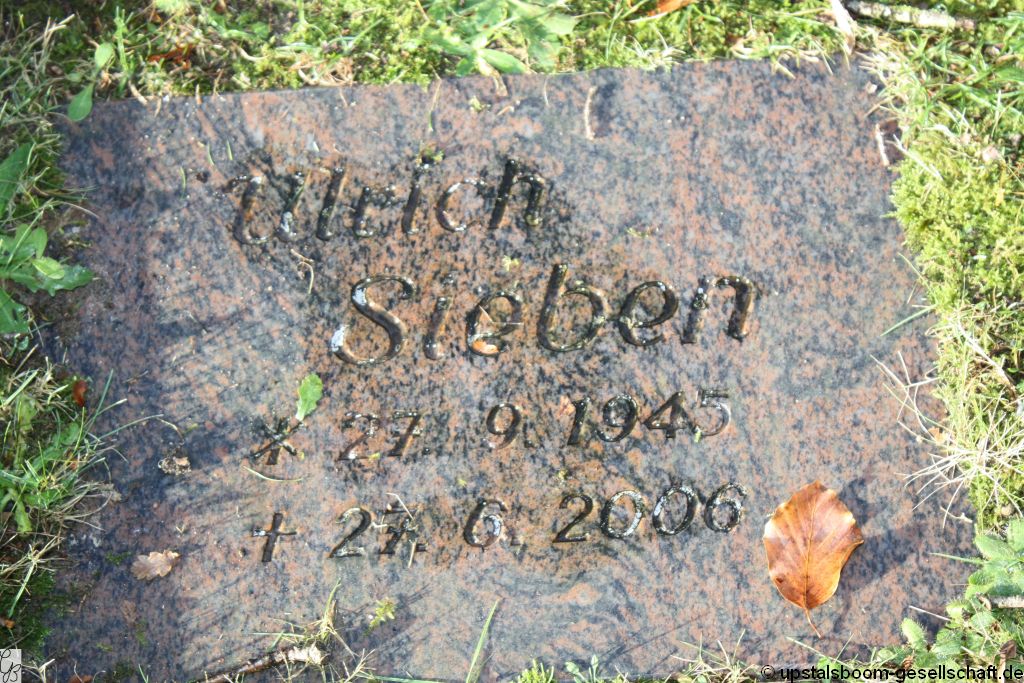 Ulrich
Sieben
* 27. 9. 1945
† 27. 6. 2006
© upstalsboom-gesellschaft.de